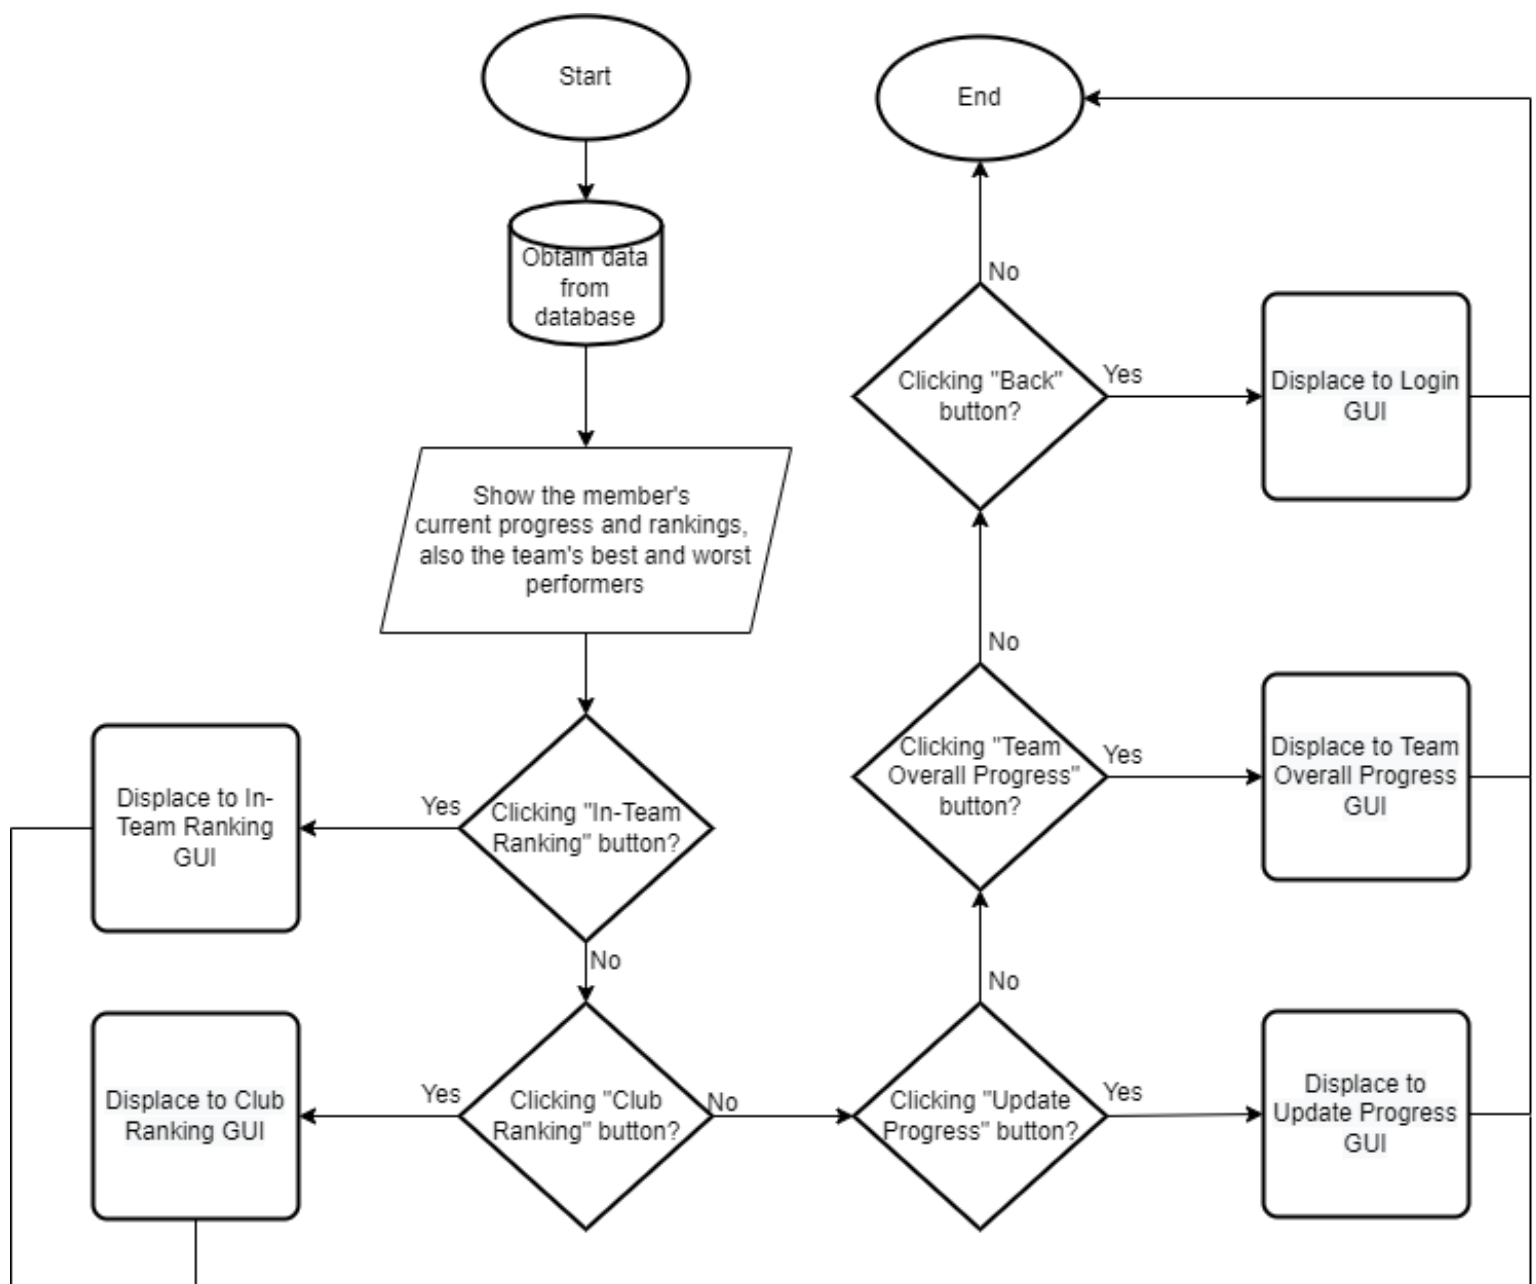 Start
Obtain data
from
database
Show the member's
current progress and rankings,
also the team's best and worst
performers
Clicking "In-Team
Ranking" button?
Yes
Displace to In-
Team Ranking
GUI
No
Clicking "Club
Ranking" button?
Yes
Displace to Club
Ranking GUI
No
Clicking "Update
Progress" button?
Yes
Displace to
Update Progress
GUI
No
Clicking "Team
Overall Progress"
button?
Yes
Displace to Team
Overall Progress
GUI
No
Clicking "Back"
button?
Yes
Displace to Login
GUI
No
End